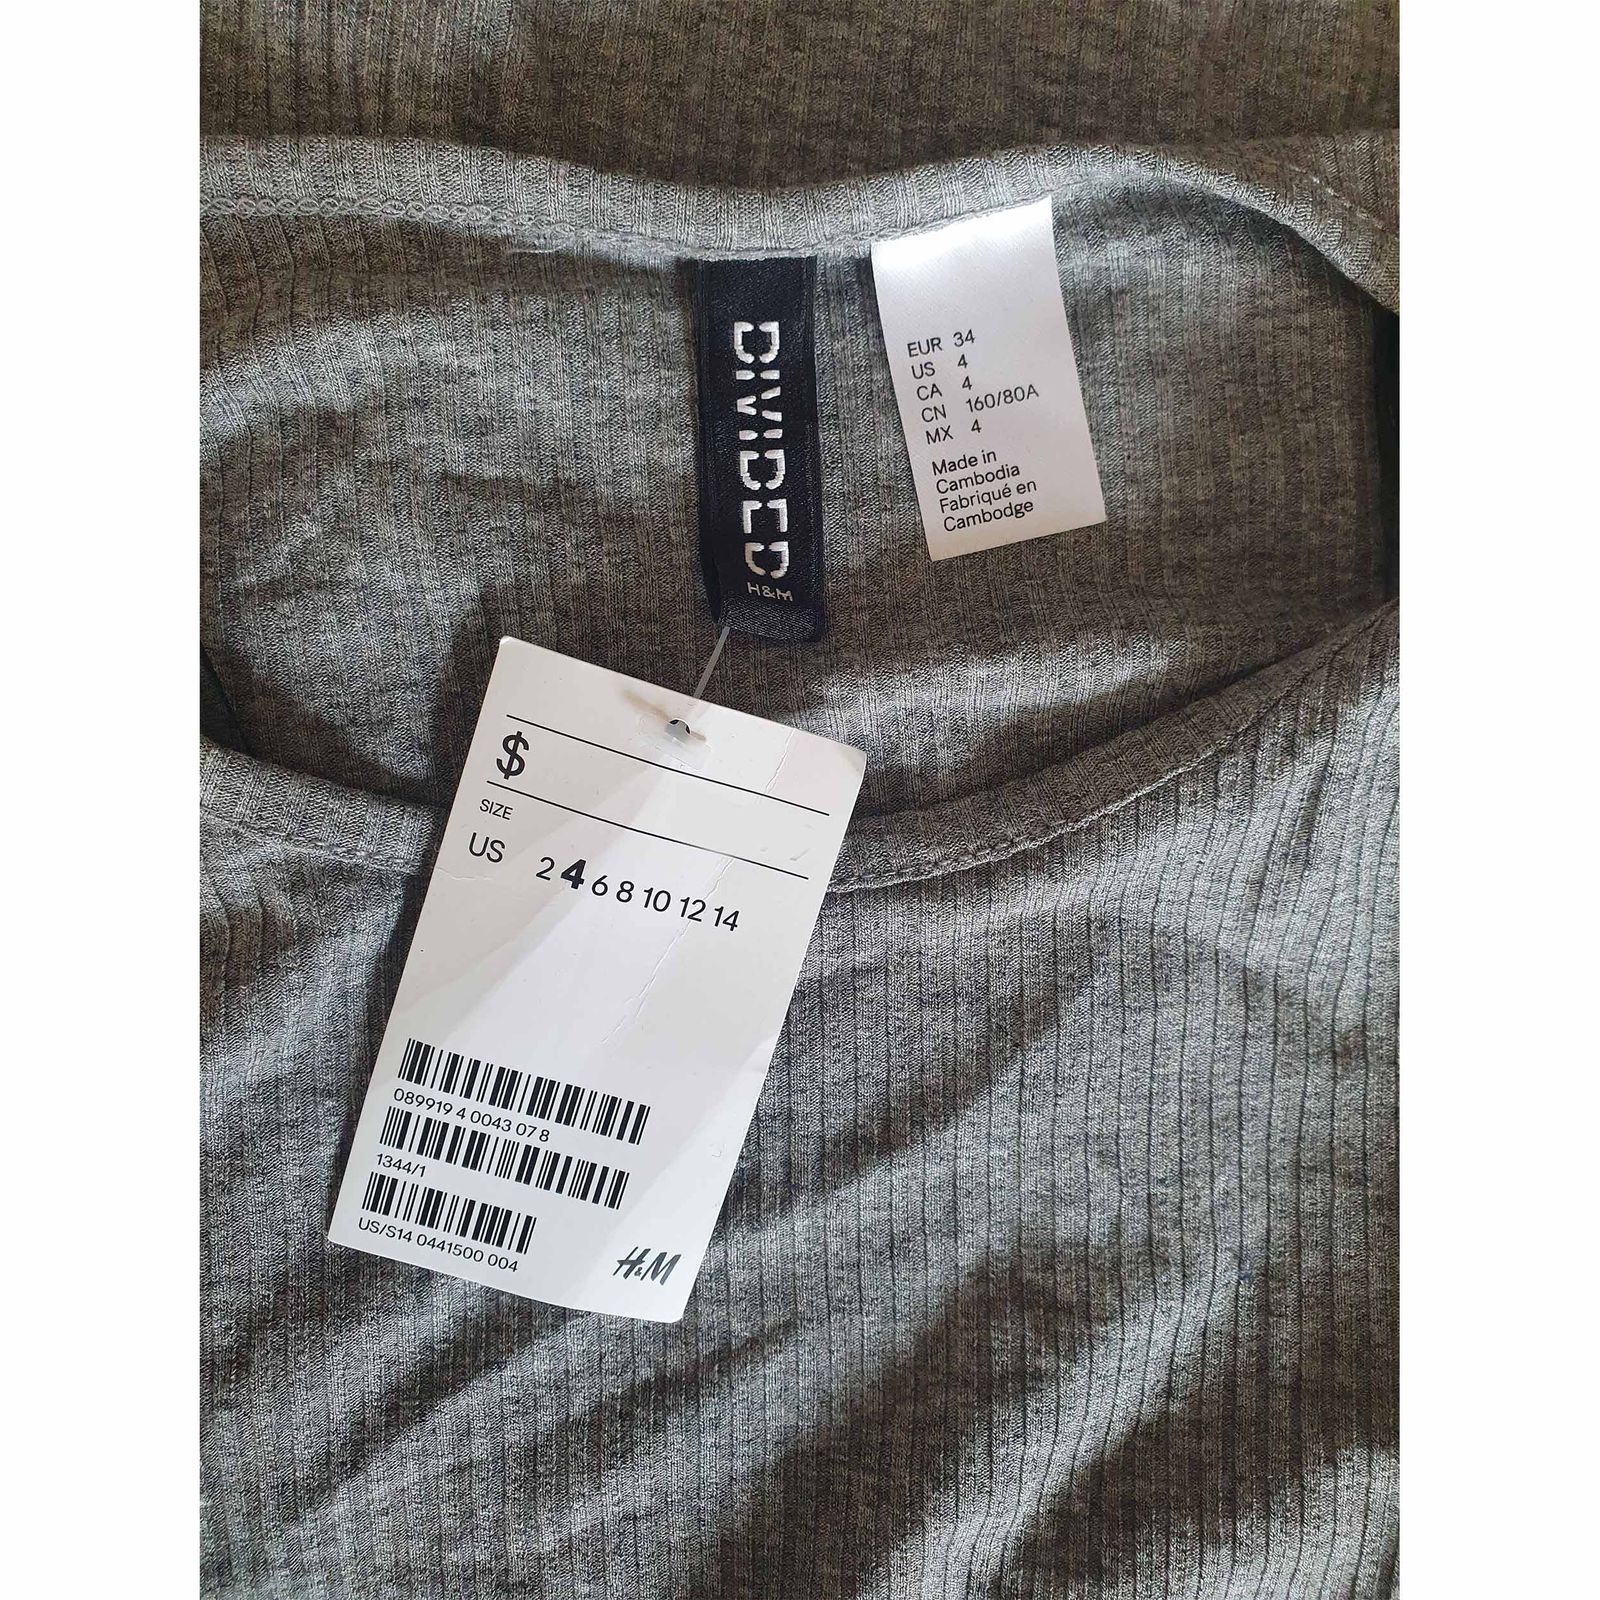 DIVIDED
H&M
EUR 34
US 4
CA 4
CN 160/80A
MX 4
Made in
Cambodia
Fabriqué en
Cambodge
$
SIZE
US 2 4 6 8 10 12 14
089919 4 0043 07 8
1344/1
US/S14 0441500 004
H&M